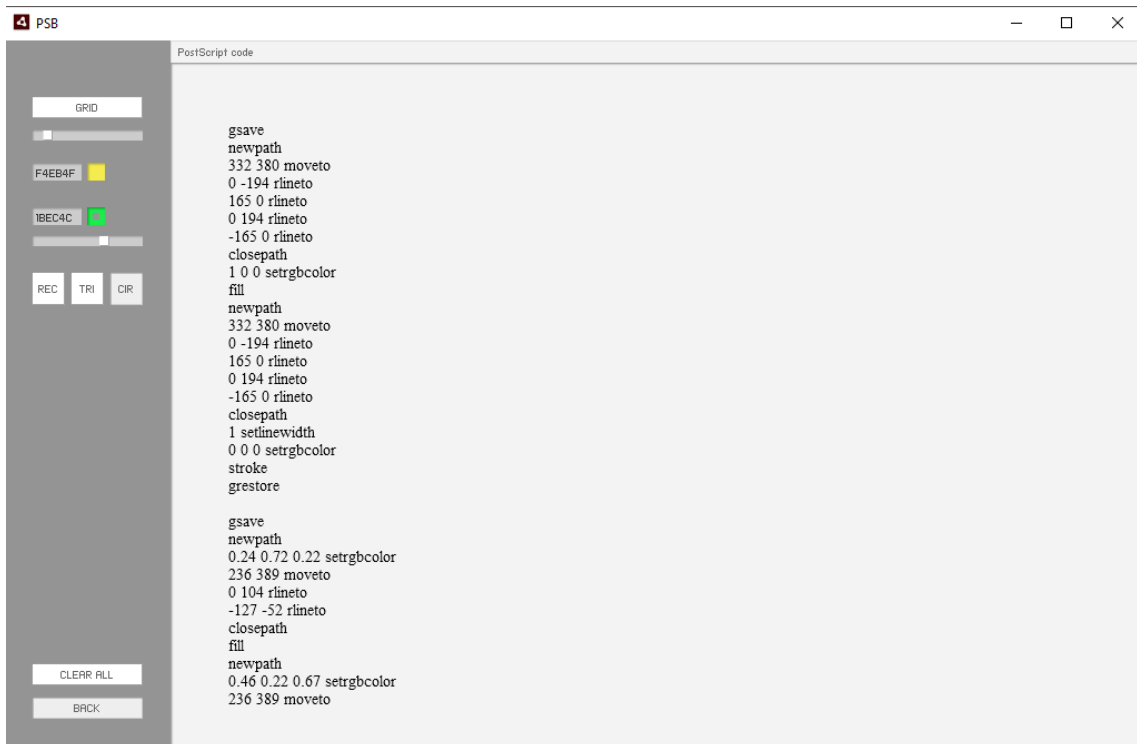 PSB
PostScript code
GRID
F4EB4F
1BEC4C
REC TRI CIR
CLEAR ALL
BACK
gsave
newpath
332 380 moveto
0 -194 rlineto
165 0 rlineto
0 194 rlineto
-165 0 rlineto
closepath
1 0 0 setrgbcolor
fill
newpath
332 380 moveto
0 -194 rlineto
165 0 rlineto
0 194 rlineto
-165 0 rlineto
closepath
1 setlinewidth
0 0 0 setrgbcolor
stroke
grestore
gsave
newpath
0.24 0.72 0.22 setrgbcolor
236 389 moveto
0 104 rlineto
-127 -52 rlineto
closepath
fill
newpath
0.46 0.22 0.67 setrgbcolor
236 389 moveto